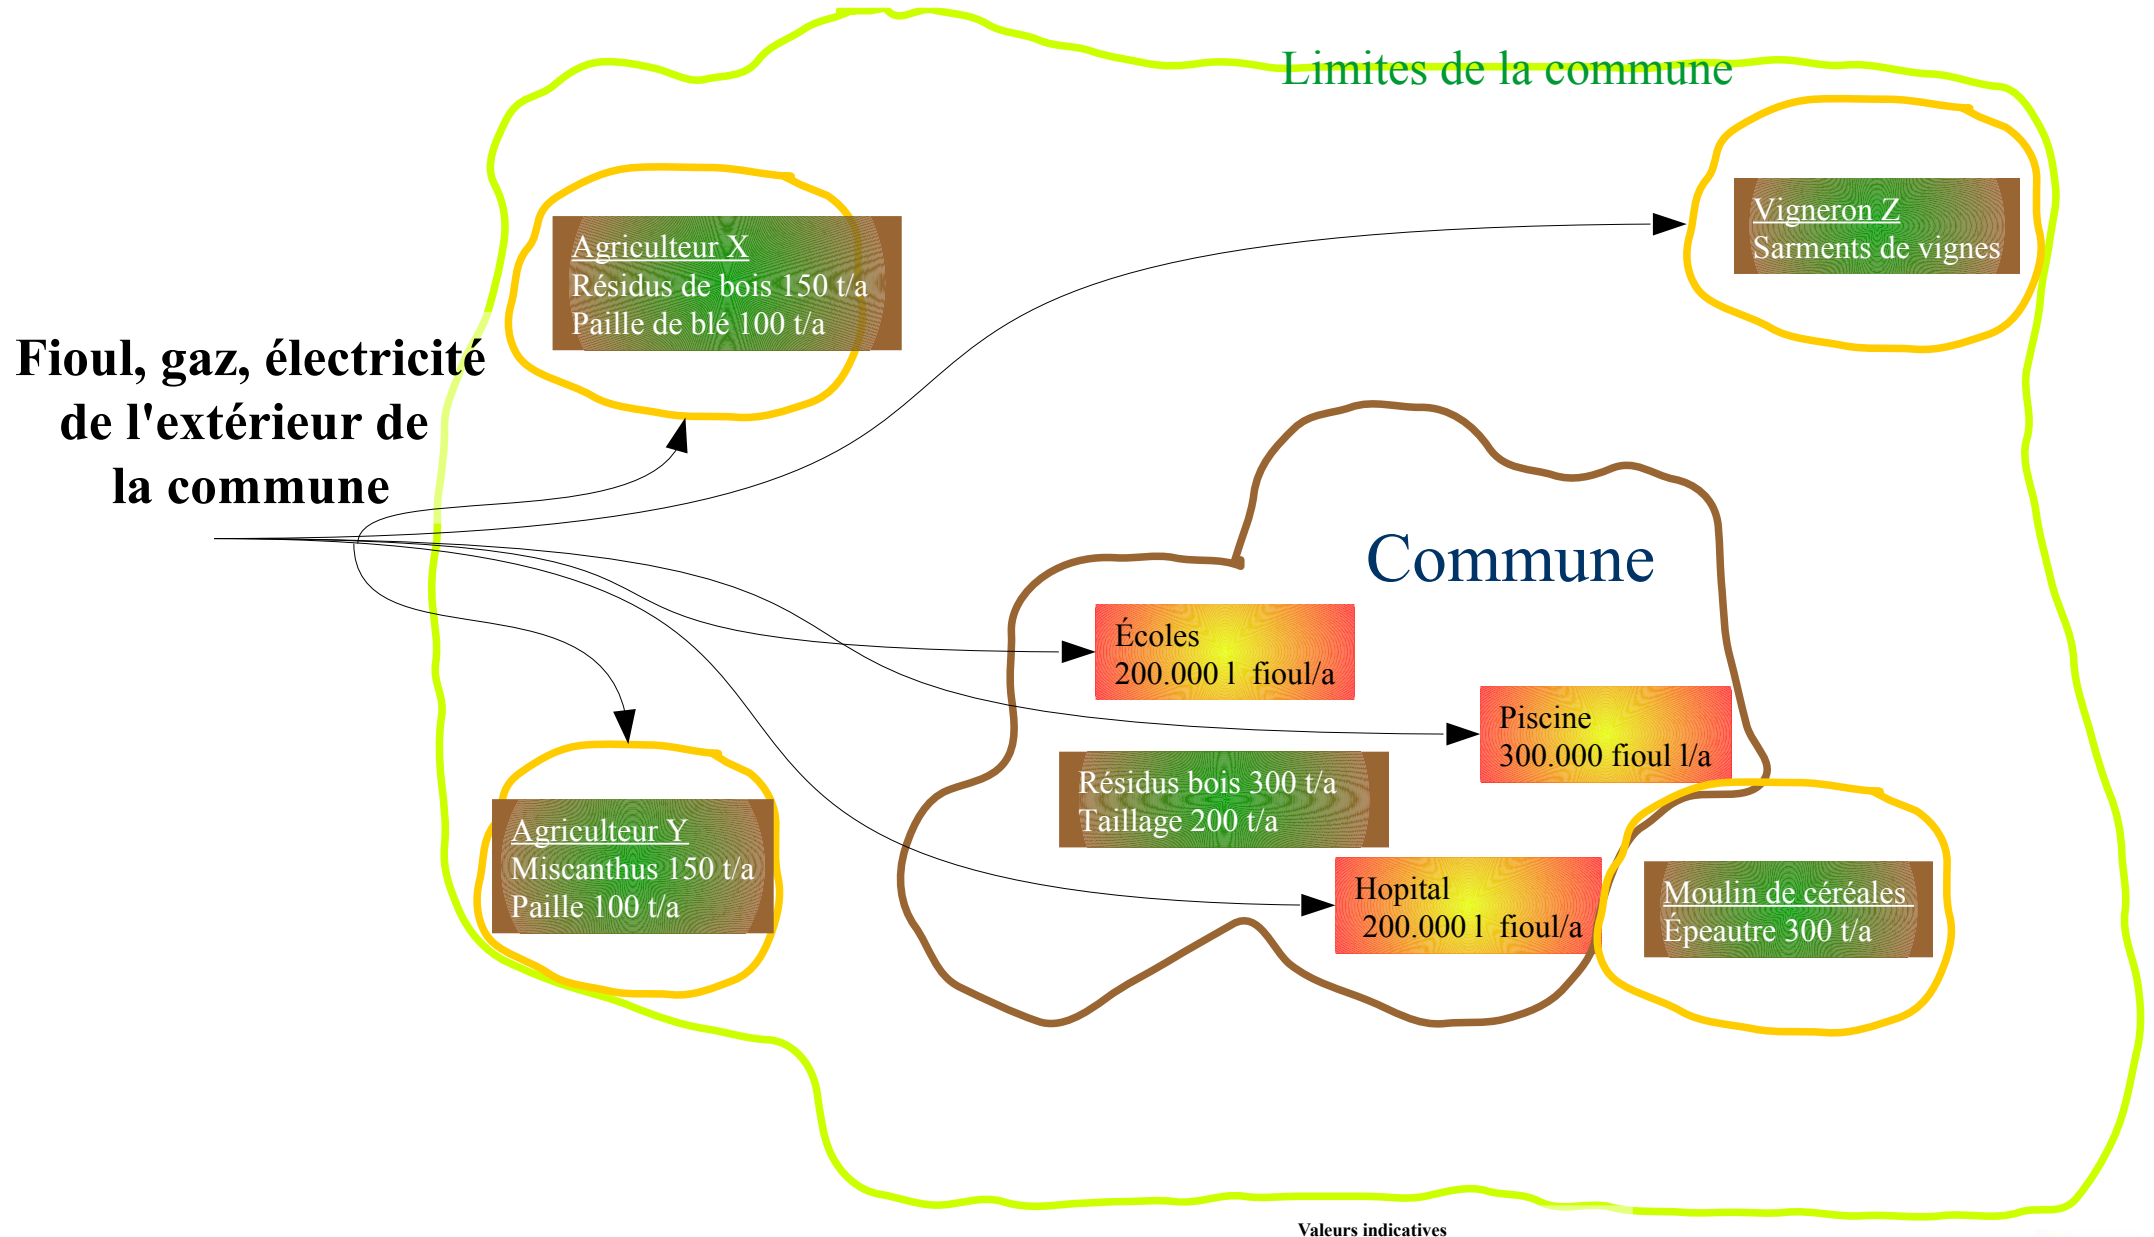 Limites de la commune
Vigneron Z
Sarments de vignes
Agriculteur X
Résidus de bois 150 t/a
Paille de blé 100 t/a
Fioul, gaz, électricité
de l'extérieur de
la commune
Commune
Écoles
200.000 l  fioul/a
Piscine
300.000 fioul l/a
Résidus bois 300 t/a
Taillage 200 t/a
Agriculteur Y
Miscanthus 150 t/a
Paille 100 t/a
Hopital
200.000 l  fioul/a
Moulin de céréales
Épeautre 300 t/a
Valeurs indicatives